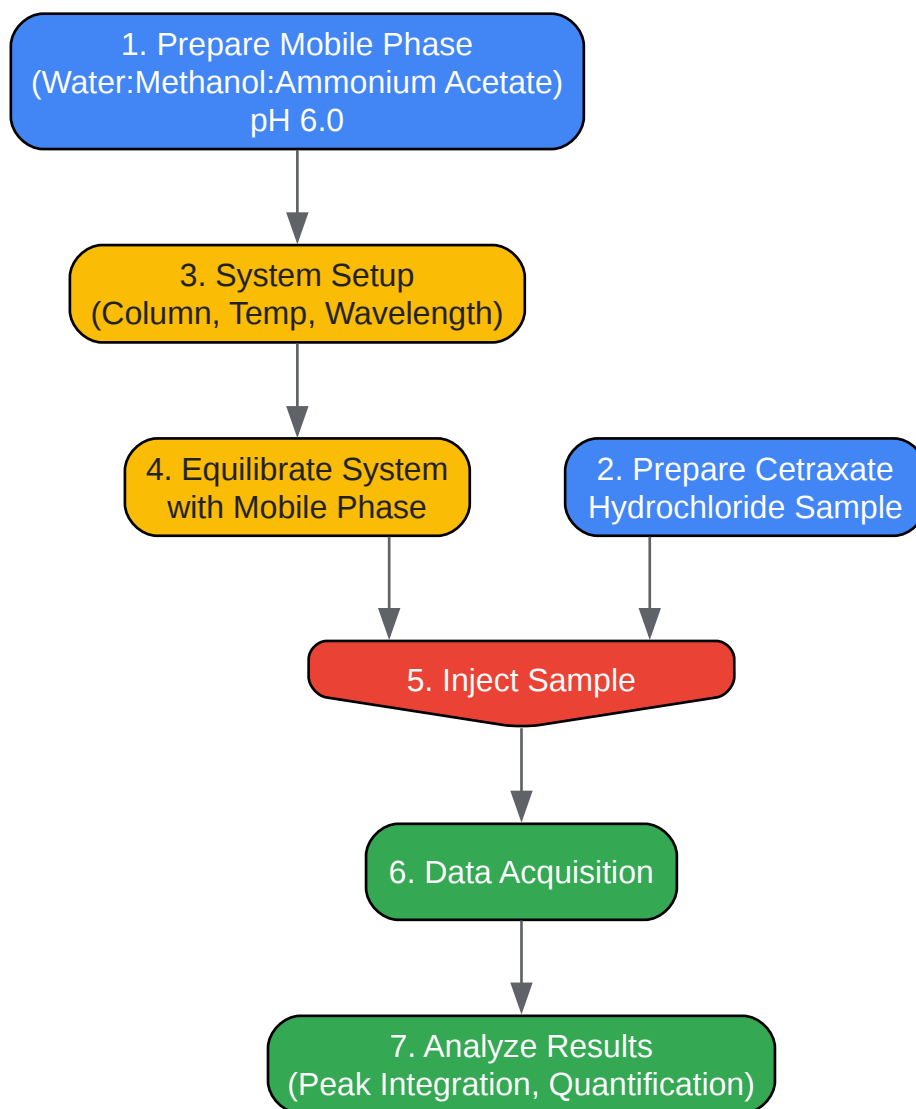 1. Prepare Mobile Phase
(Water:Methanol:Ammonium Acetate)
pH 6.0
3. System Setup
(Column, Temp, Wavelength)
4. Equilibrate System
with Mobile Phase
2. Prepare Cetraxate
Hydrochloride Sample
5. Inject Sample
6. Data Acquisition
7. Analyze Results
(Peak Integration, Quantification)